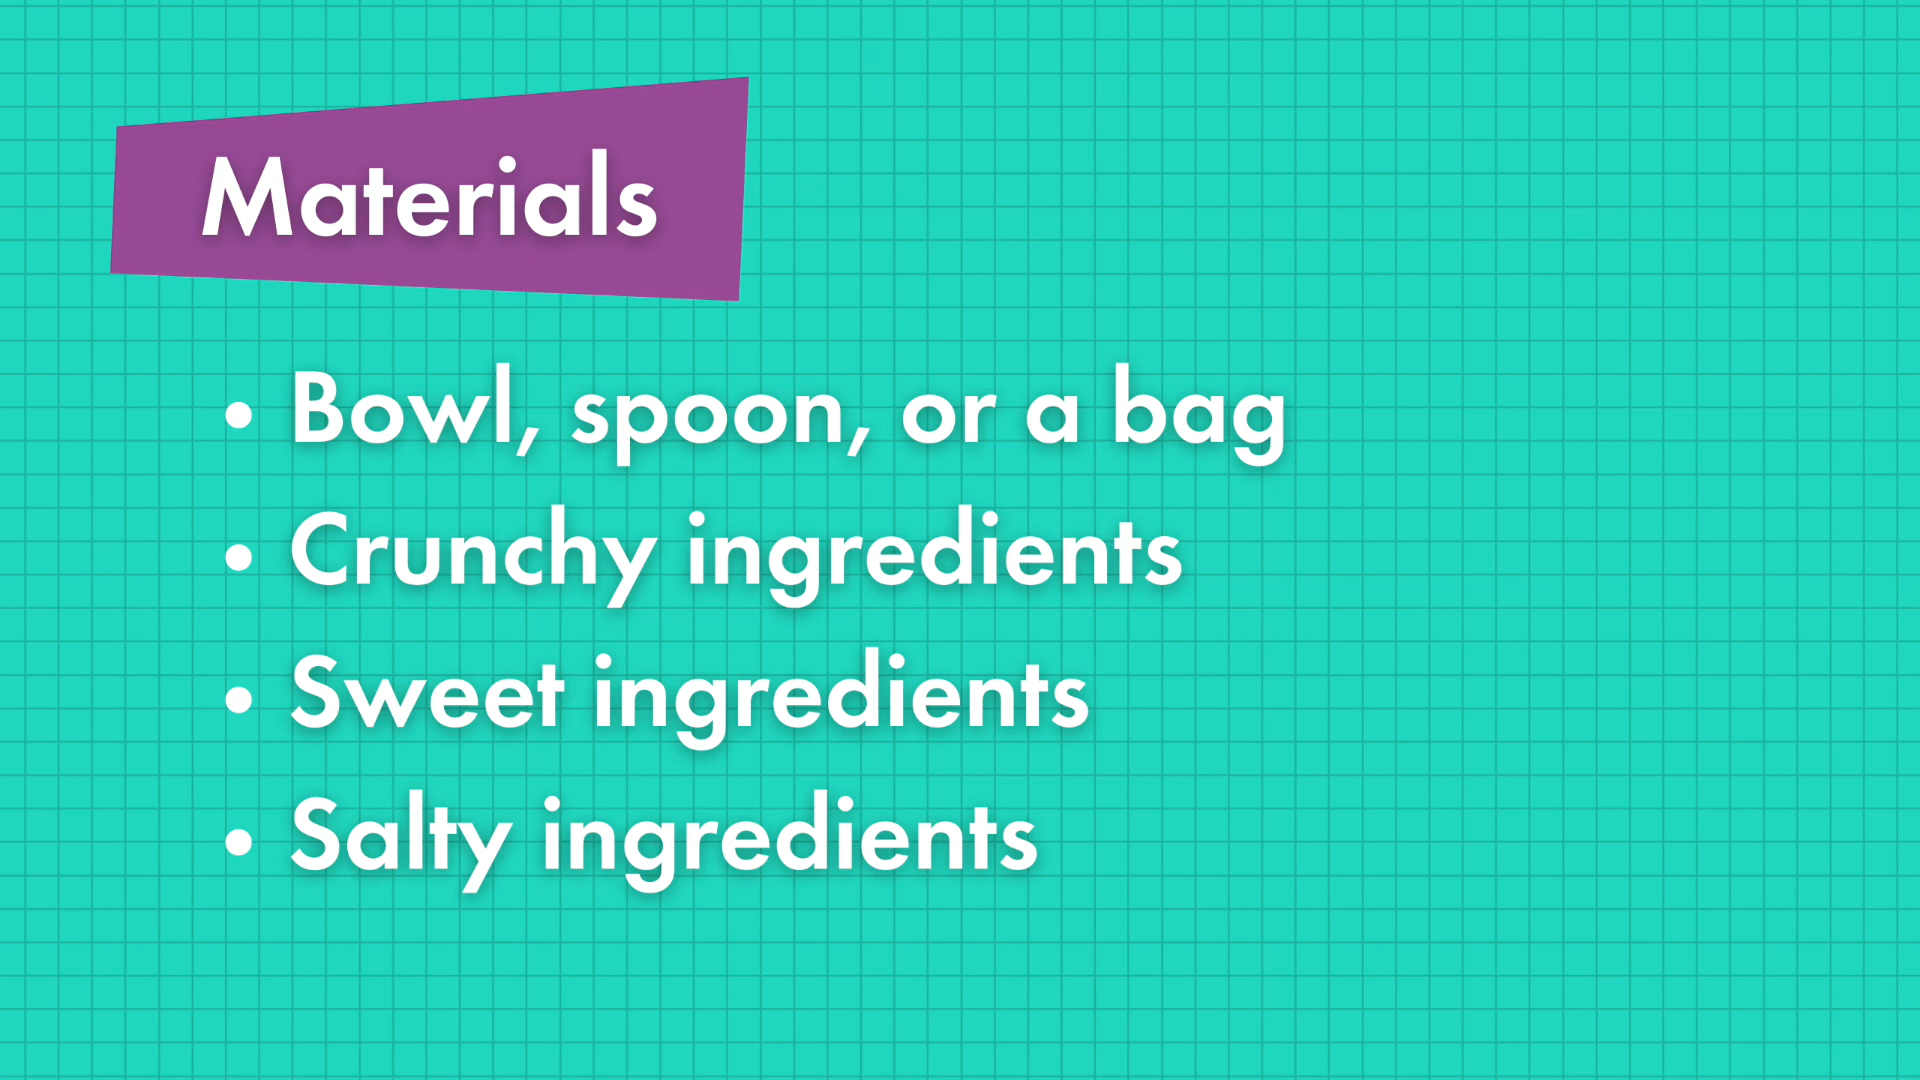 Materials
• Bowl, spoon, or a bag
• Crunchy ingredients
• Sweet ingredients
• Salty ingredients